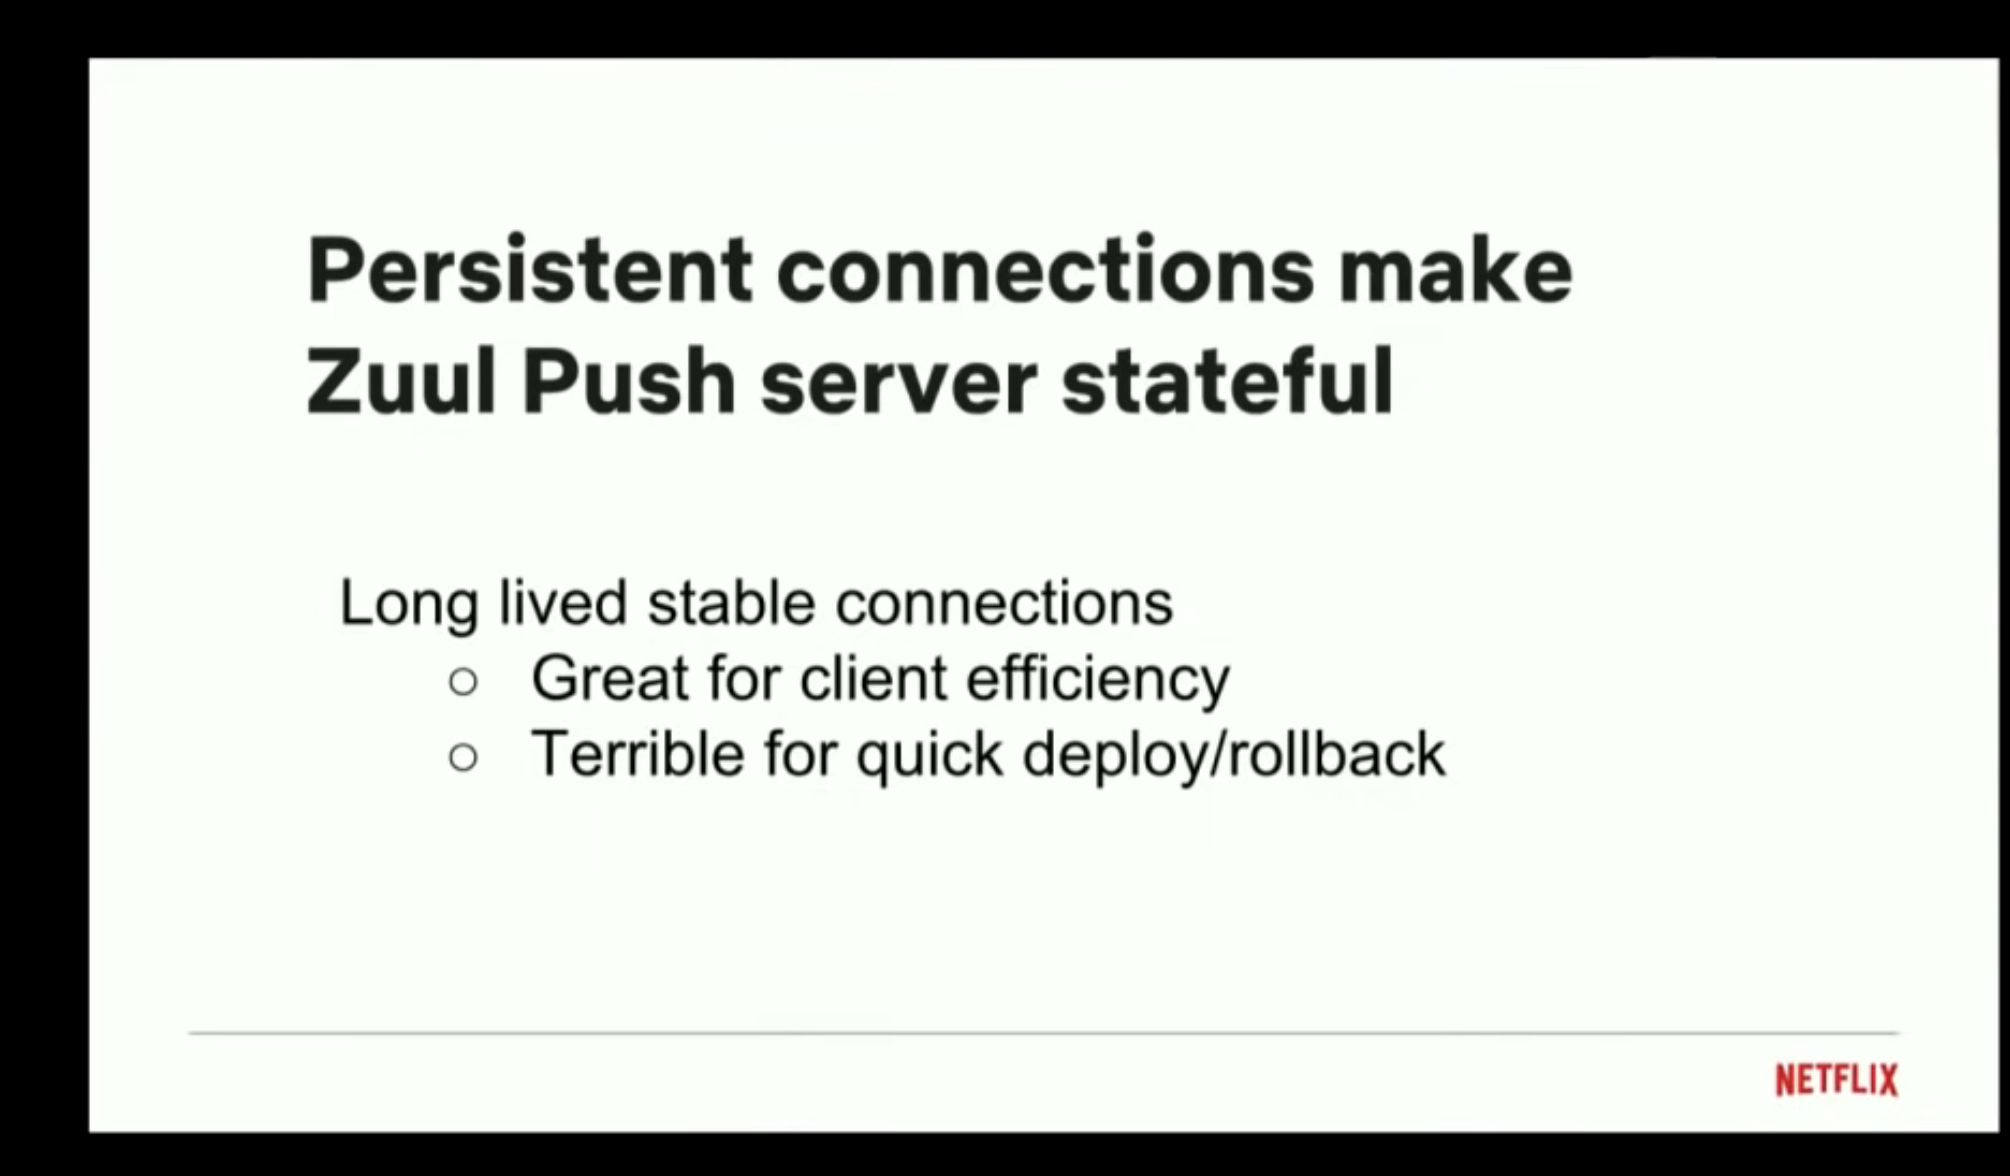 Persistent connections make
Zuul Push server stateful
Long lived stable connections
○ Great for client efficiency
○ Terrible for quick deploy/rollback
NETFLIX